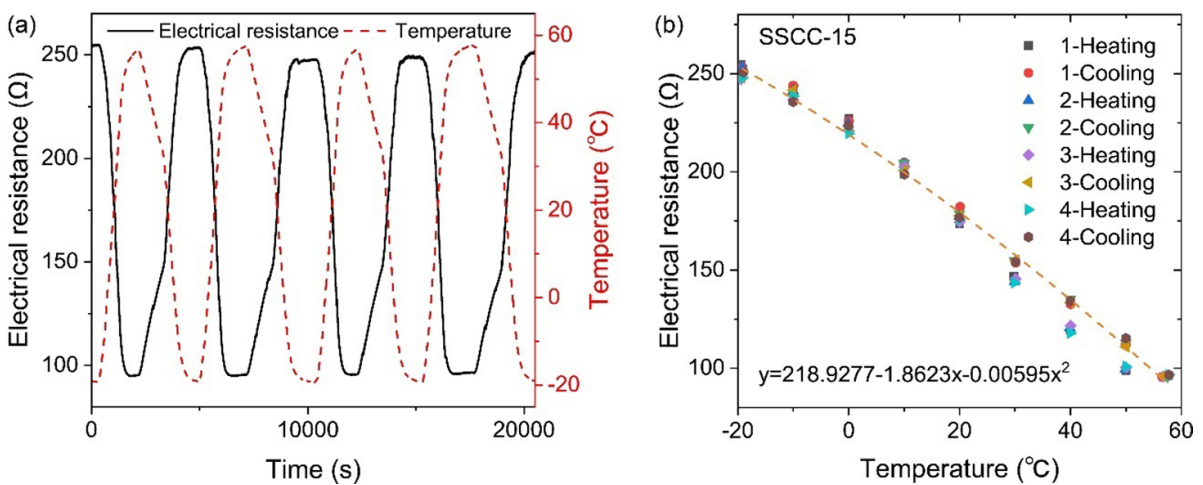 (a)
Electrical resistance
Temperature
Electrical resistance (Ω)
250
200
150
100
0
10000
20000
Time (s)
60
40
20
0
-20
Temperature (℃)
(b)
SSCC-15
1-Heating
1-Cooling
2-Heating
2-Cooling
3-Heating
3-Cooling
4-Heating
4-Cooling
y=218.9277-1.8623x-0.00595x²
Electrical resistance (Ω)
300
250
200
150
100
-20
0
20
40
60
Temperature (℃)